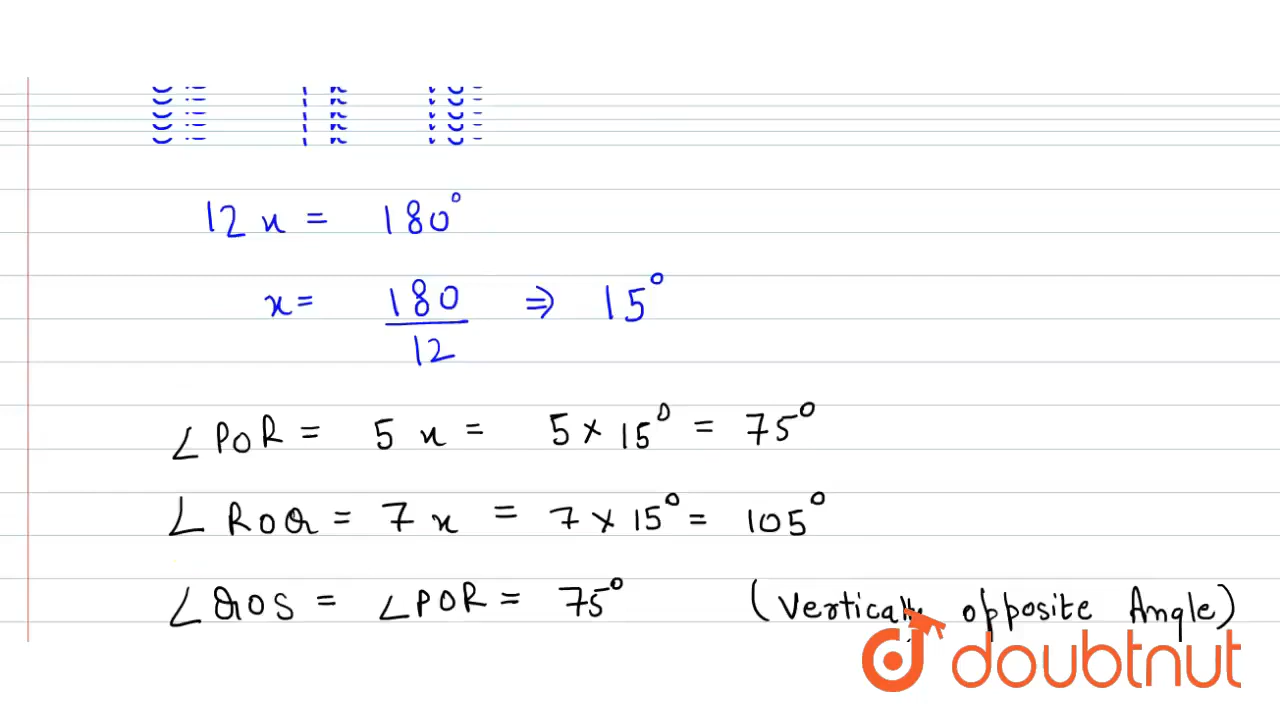 12x = 180°
x = 180/12 ⇒ 15°
∠POR = 5x = 5 × 15° = 75°
∠ROQ = 7x = 7 × 15° = 105°
∠QOS = ∠POR = 75° (Vertically opposite Angle)
doubtnut